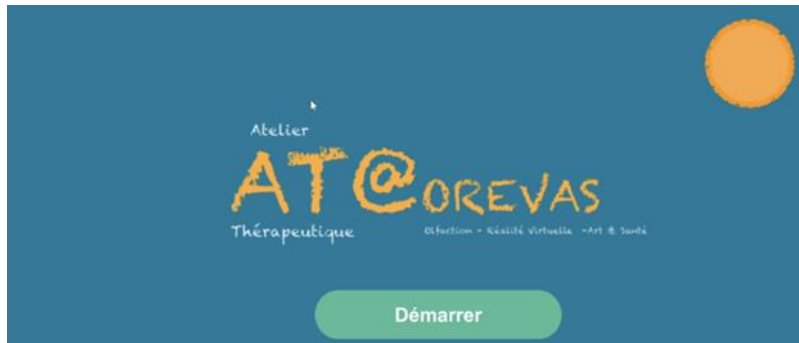 Atelier
AT@OREVAS
Thérapeutique
Olfaction - Réalité Virtuelle -Art & Santé
Démarrer